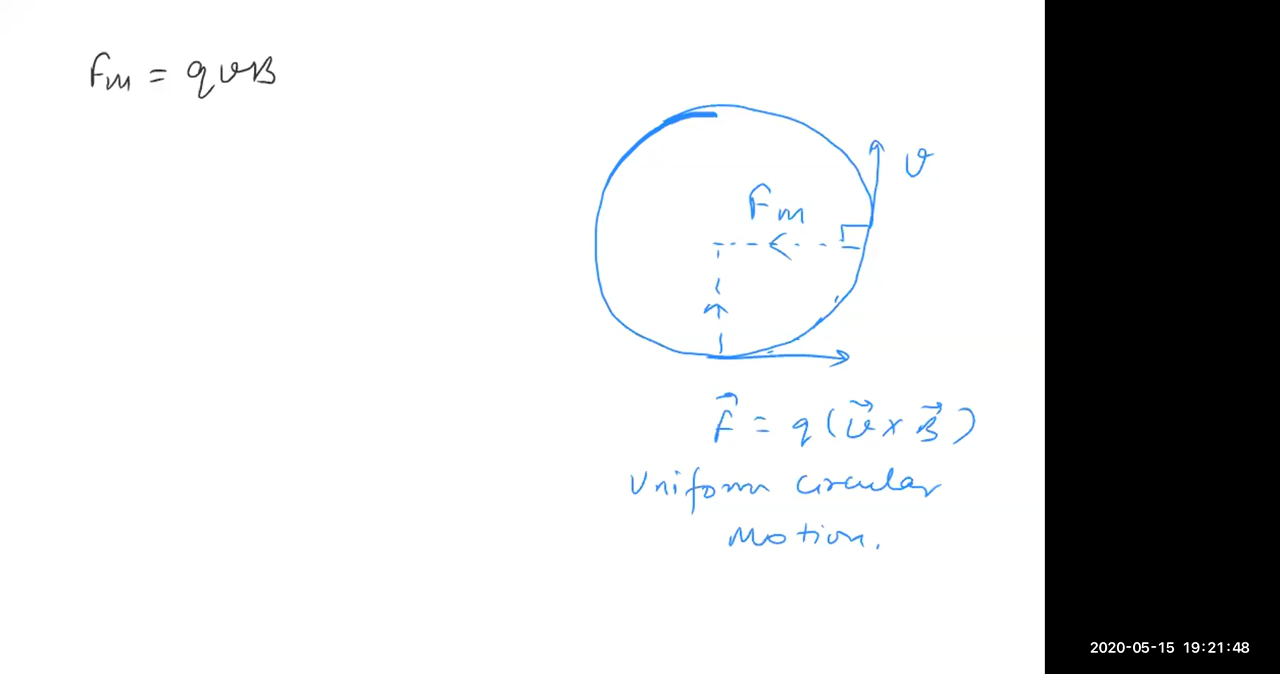 Fm = qvB
v
Fm
F⃗ = q(v⃗ × B⃗)
Uniform circular
motion.
2020-05-15 19:21:48